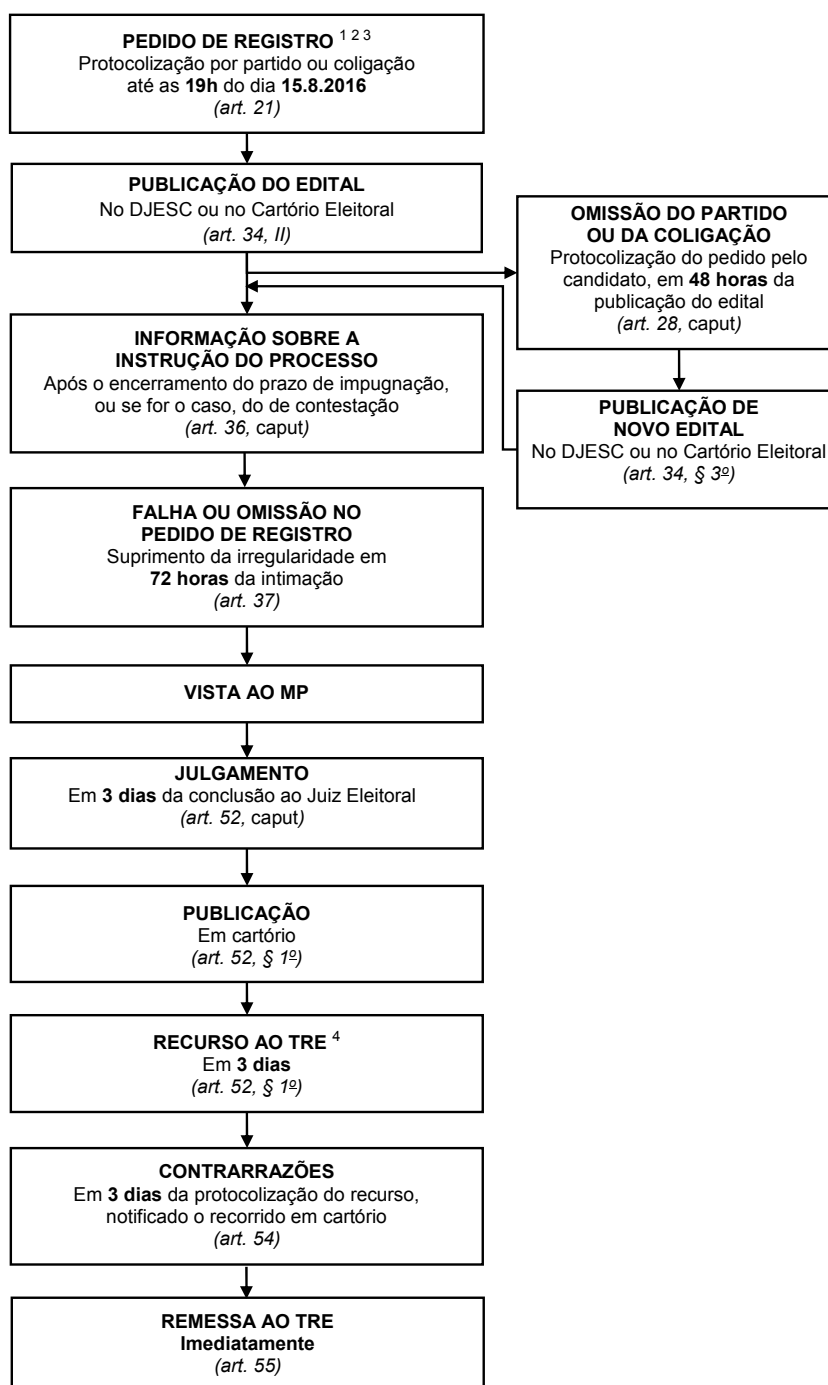 PEDIDO DE REGISTRO 1 2 3
Protocolização por partido ou coligação
até as 19h do dia 15.8.2016
(art. 21)
PUBLICAÇÃO DO EDITAL
No DJESC ou no Cartório Eleitoral
(art. 34, II)
OMISSÃO DO PARTIDO
OU DA COLIGAÇÃO
Protocolização do pedido pelo
candidato, em 48 horas da
publicação do edital
(art. 28, caput)
PUBLICAÇÃO DE
NOVO EDITAL
No DJESC ou no Cartório Eleitoral
(art. 34, § 3º)
INFORMAÇÃO SOBRE A
INSTRUÇÃO DO PROCESSO
Após o encerramento do prazo de impugnação,
ou se for o caso, do de contestação
(art. 36, caput)
FALHA OU OMISSÃO NO
PEDIDO DE REGISTRO
Suprimento da irregularidade em
72 horas da intimação
(art. 37)
VISTA AO MP
JULGAMENTO
Em 3 dias da conclusão ao Juiz Eleitoral
(art. 52, caput)
PUBLICAÇÃO
Em cartório
(art. 52, § 1º)
RECURSO AO TRE 4
Em 3 dias
(art. 52, § 1º)
CONTRARRAZÕES
Em 3 dias da protocolização do recurso,
notificado o recorrido em cartório
(art. 54)
REMESSA AO TRE
Imediatamente
(art. 55)